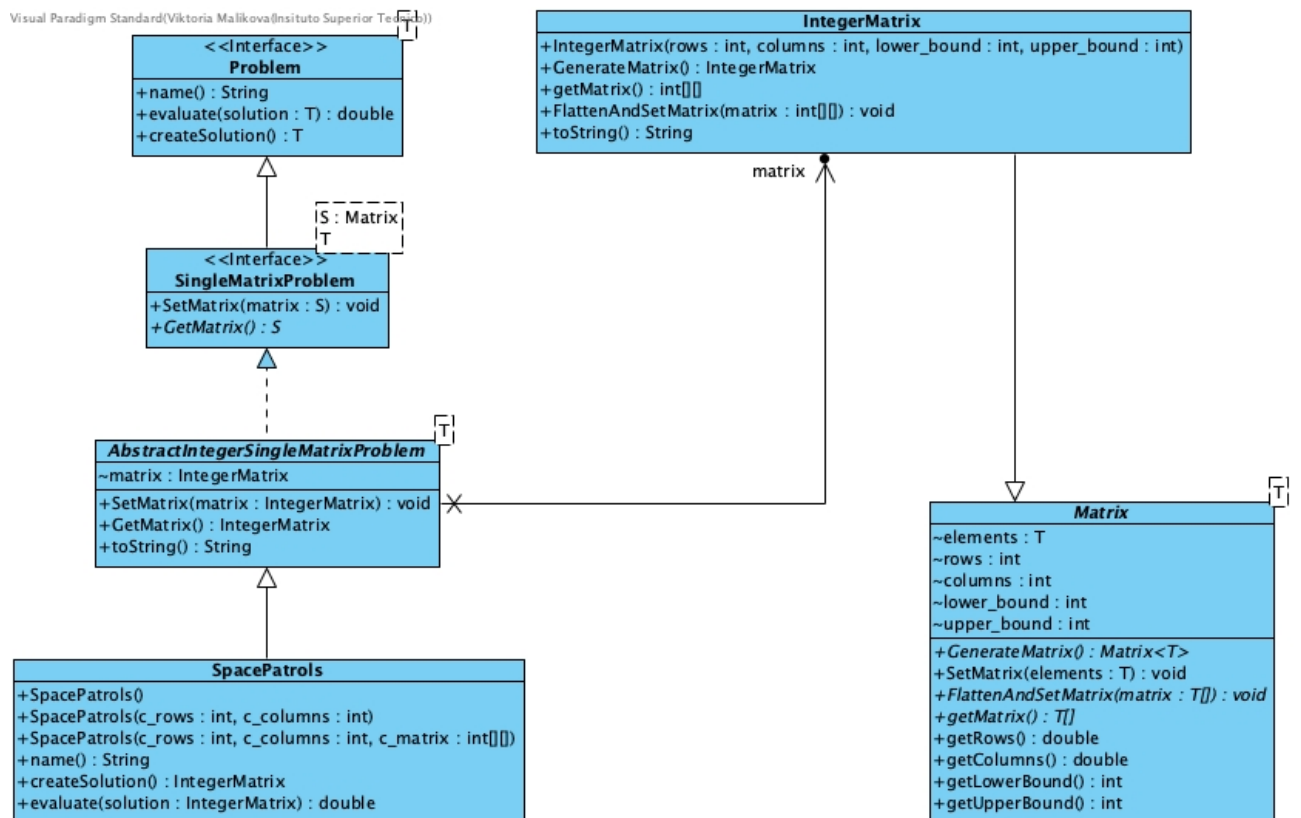 Visual Paradigm Standard(Viktoria Malikova(Insituto Superior Tecnico))
T
<<Interface>>
Problem
+name() : String
+evaluate(solution : T) : double
+createSolution() : T
IntegerMatrix
+IntegerMatrix(rows : int, columns : int, lower_bound : int, upper_bound : int)
+GenerateMatrix() : IntegerMatrix
+getMatrix() : int[][]
+FlattenAndSetMatrix(matrix : int[][]) : void
+toString() : String
matrix
S : Matrix
T
<<Interface>>
SingleMatrixProblem
+SetMatrix(matrix : S) : void
+GetMatrix() : S
T
AbstractIntegerSingleMatrixProblem
~matrix : IntegerMatrix
+SetMatrix(matrix : IntegerMatrix) : void
+GetMatrix() : IntegerMatrix
+toString() : String
T
Matrix
~elements : T
~rows : int
~columns : int
~lower_bound : int
~upper_bound : int
+GenerateMatrix() : Matrix<T>
+SetMatrix(elements : T) : void
+FlattenAndSetMatrix(matrix : T[]) : void
+getMatrix() : T[]
+getRows() : double
+getColumns() : double
+getLowerBound() : int
+getUpperBound() : int
SpacePatrols
+SpacePatrols()
+SpacePatrols(c_rows : int, c_columns : int)
+SpacePatrols(c_rows : int, c_columns : int, c_matrix : int[][])
+name() : String
+createSolution() : IntegerMatrix
+evaluate(solution : IntegerMatrix) : double